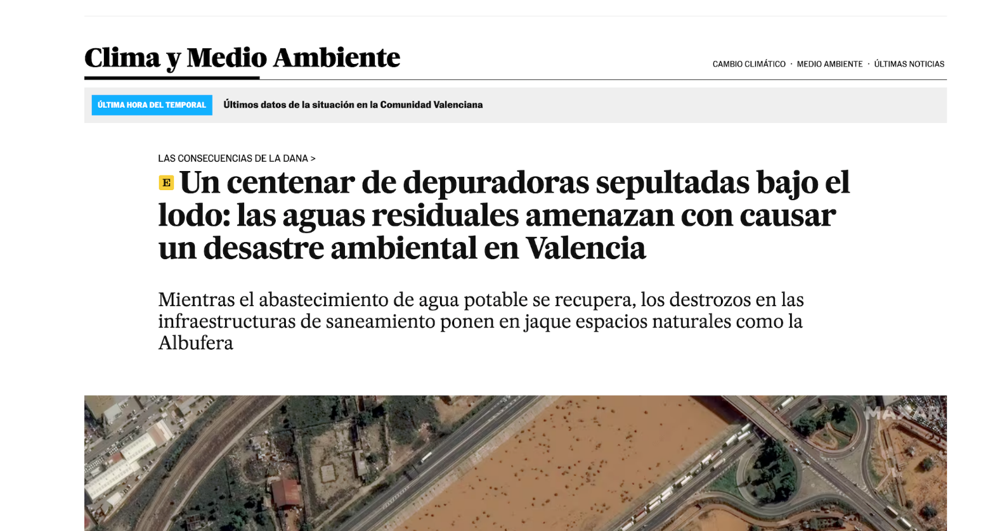 Clima y Medio Ambiente
CAMBIO CLIMÁTICO · MEDIO AMBIENTE · ÚLTIMAS NOTICIAS
ÚLTIMA HORA DEL TEMPORAL Últimos datos de la situación en la Comunidad Valenciana
LAS CONSECUENCIAS DE LA DANA >
E Un centenar de depuradoras sepultadas bajo el
lodo: las aguas residuales amenazan con causar
un desastre ambiental en Valencia
Mientras el abastecimiento de agua potable se recupera, los destrozos en las
infraestructuras de saneamiento ponen en jaque espacios naturales como la
Albufera
MAXAR